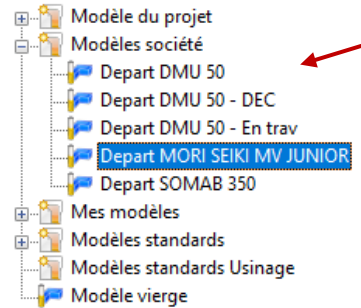 Modèle du projet
Modèles société
Depart DMU 50
Depart DMU 50 - DEC
Depart DMU 50 - En trav
Depart MORI SEIKI MV JUNIOR
Depart SOMAB 350
Mes modèles
Modèles standards
Modèles standards Usinage
Modèle vierge